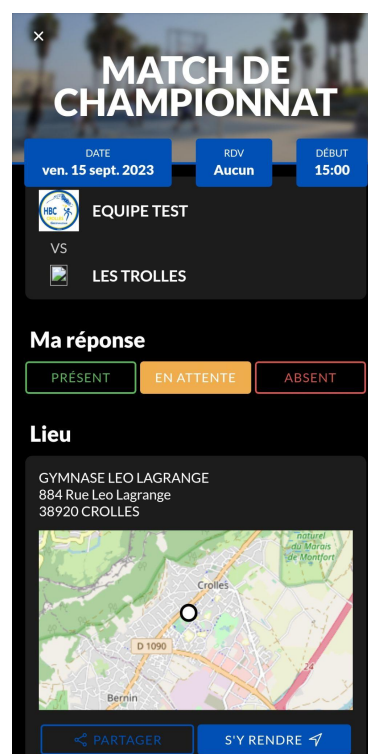 ×
MATCH DE
CHAMPIONNAT
DATE
ven. 15 sept. 2023
RDV
Aucun
DÉBUT
15:00
HBC
EQUIPE TEST
VS
LES TROLLES
Ma réponse
PRÉSENT
EN ATTENTE
ABSENT
Lieu
GYMNASE LEO LAGRANGE
884 Rue Leo Lagrange
38920 CROLLES
naturel
du Marais
de Montfort
Crolles
D 1090
24
Bernin
PARTAGER
S'Y RENDRE